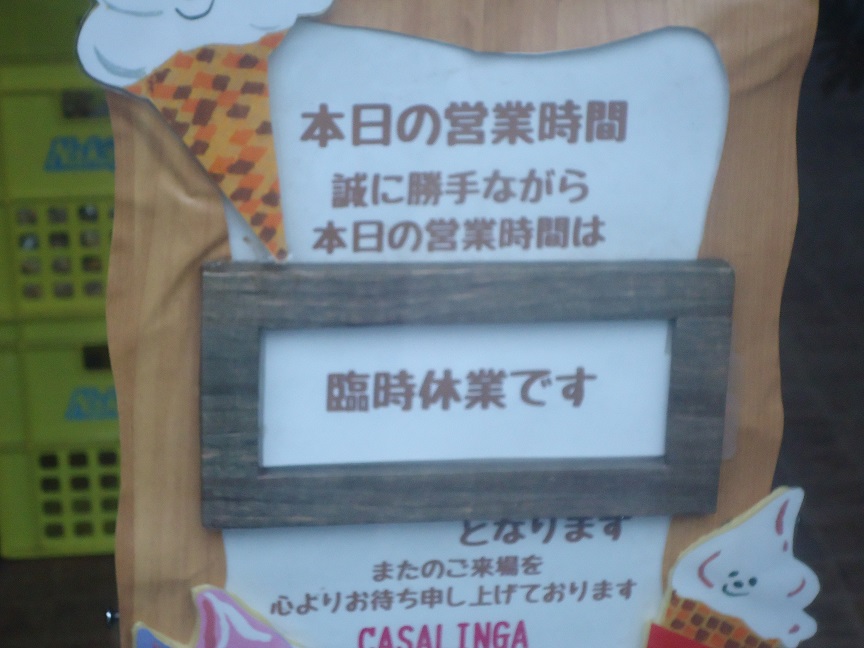 本日の営業時間
誠に勝手ながら
本日の営業時間は
臨時休業です
となります
またのご来場を
心よりお待ち申し上げております
CASALINGA